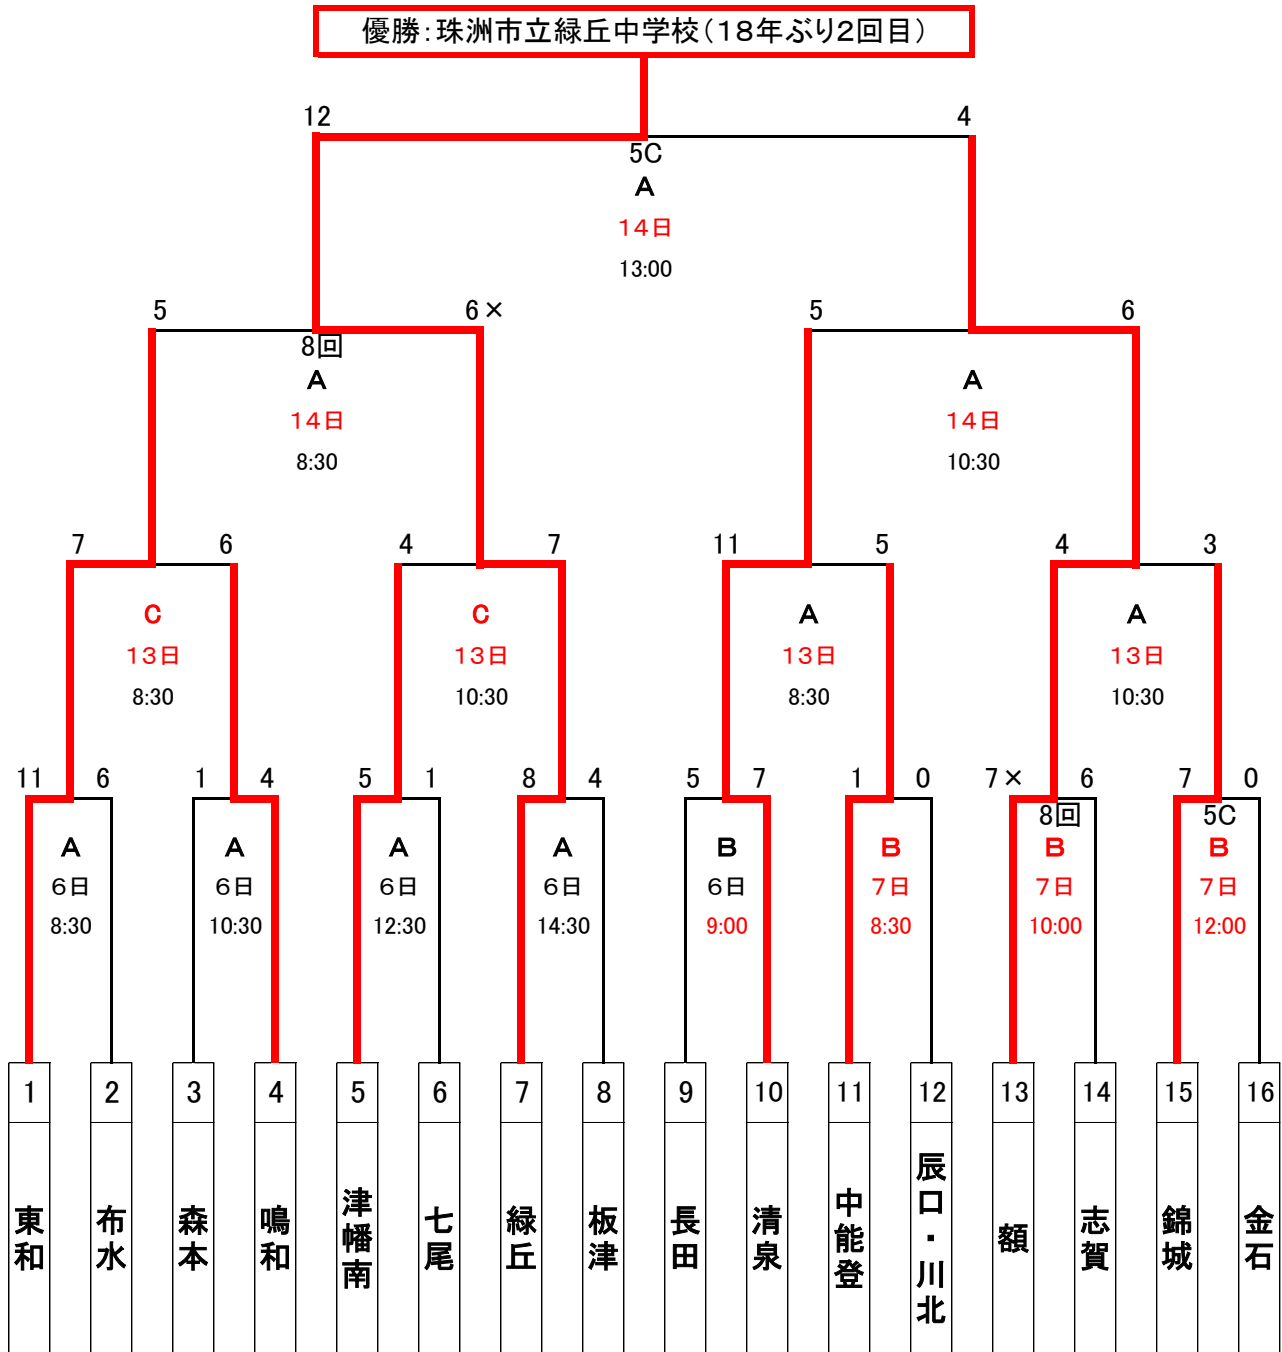 優勝：珠洲市立緑丘中学校（18年ぶり2回目）
12 4
5C
A
14日
13:00
5 6× 5 6
8回
A A
14日 14日
8:30 10:30
7 6 4 7 11 5 4 3
C C A A
13日 13日 13日 13日
8:30 10:30 8:30 10:30
11 6 1 4 5 1 8 4 5 7 1 0 7× 6 7 0
8回 5C
A A A A B B B B
6日 6日 6日 6日 6日 7日 7日 7日
8:30 10:30 12:30 14:30 9:00 8:30 10:00 12:00
1 2 3 4 5 6 7 8 9 10 11 12 13 14 15 16
東和
布水
森本
鳴和
津幡南
七尾
緑丘
板津
長田
清泉
中能登
辰口・川北
額
志賀
錦城
金石